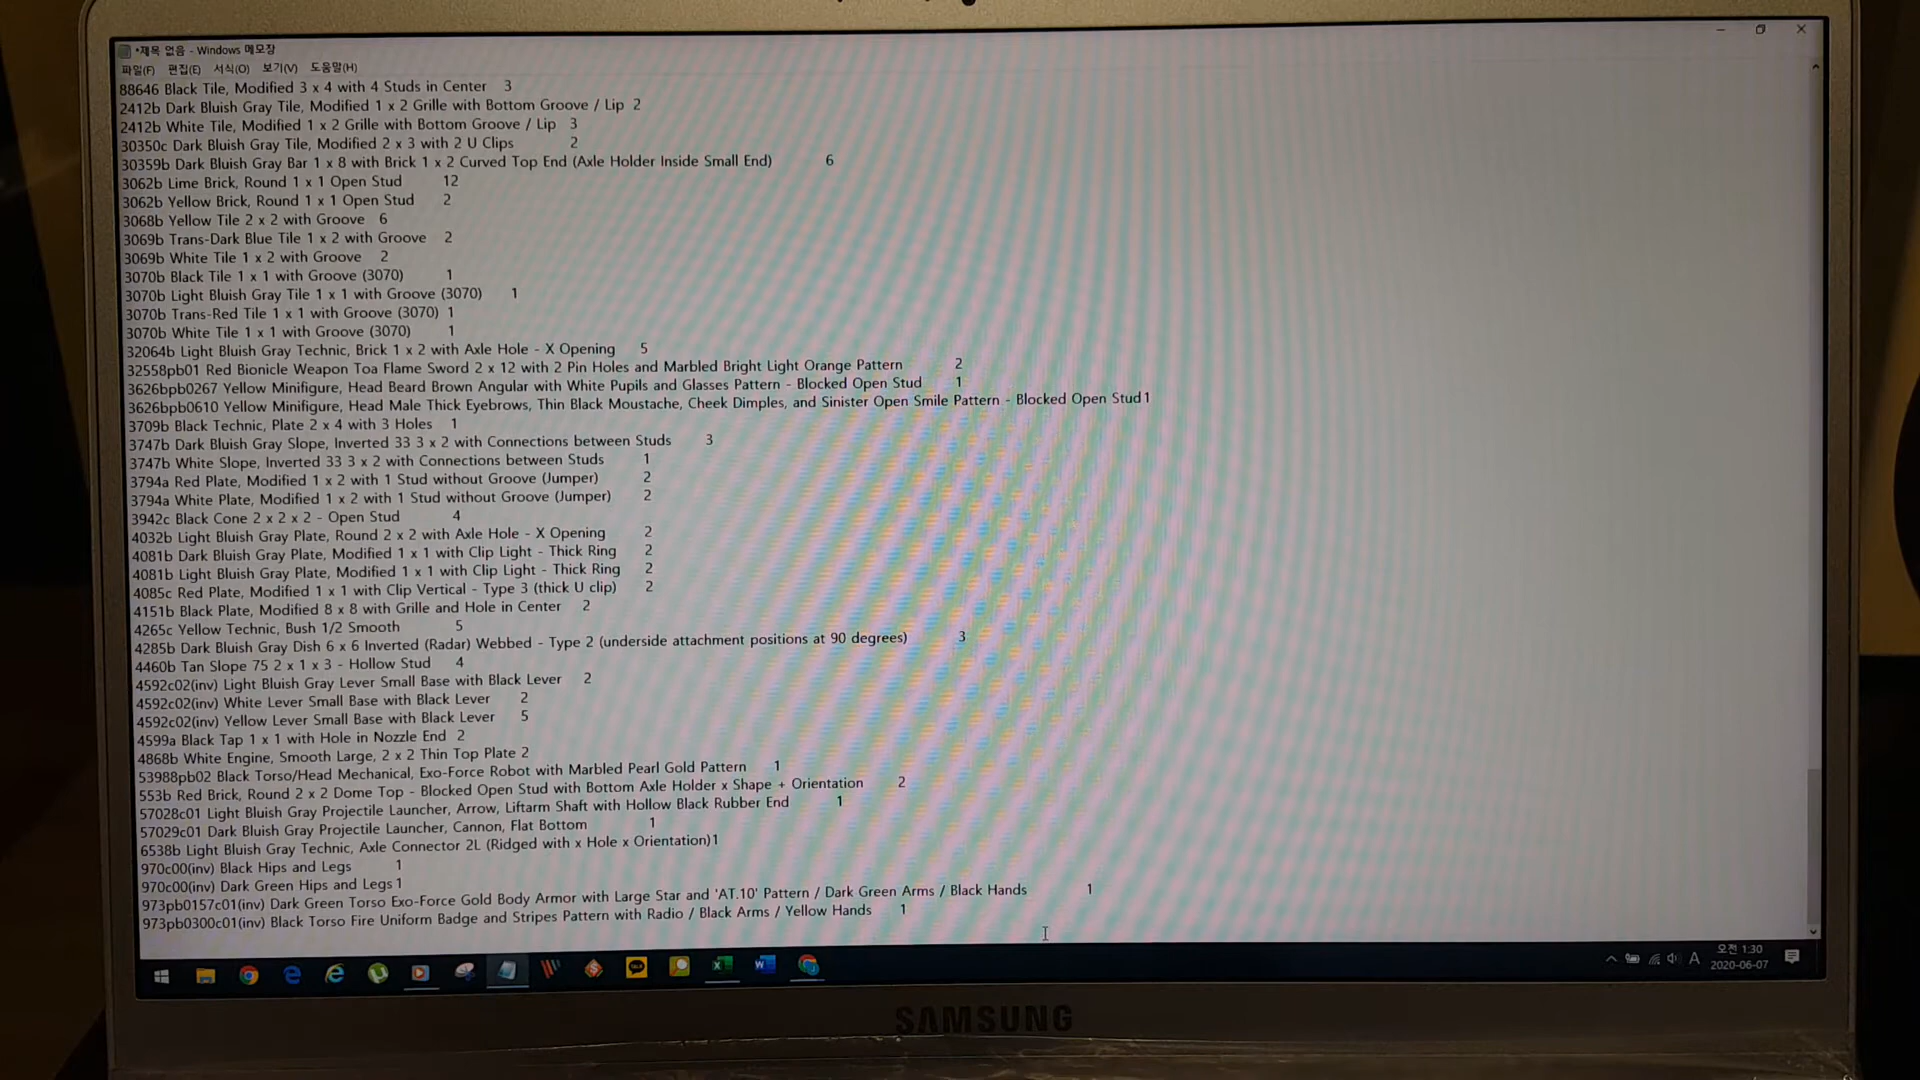 *제목 없음 - Windows 메모장
파일(F) 편집(E) 서식(O) 보기(V) 도움말(H)
88646 Black Tile, Modified 3 x 4 with 4 Studs in Center 3
2412b Dark Bluish Gray Tile, Modified 1 x 2 Grille with Bottom Groove / Lip 2
2412b White Tile, Modified 1 x 2 Grille with Bottom Groove / Lip 3
30350c Dark Bluish Gray Tile, Modified 2 x 3 with 2 U Clips 2
30359b Dark Bluish Gray Bar 1 x 8 with Brick 1 x 2 Curved Top End (Axle Holder Inside Small End) 6
3062b Lime Brick, Round 1 x 1 Open Stud 12
3062b Yellow Brick, Round 1 x 1 Open Stud 2
3068b Yellow Tile 2 x 2 with Groove 6
3069b Trans-Dark Blue Tile 1 x 2 with Groove 2
3069b White Tile 1 x 2 with Groove 2
3070b Black Tile 1 x 1 with Groove (3070) 1
3070b Light Bluish Gray Tile 1 x 1 with Groove (3070) 1
3070b Trans-Red Tile 1 x 1 with Groove (3070) 1
3070b White Tile 1 x 1 with Groove (3070) 1
32064b Light Bluish Gray Technic, Brick 1 x 2 with Axle Hole - X Opening 5
32558pb01 Red Bionicle Weapon Toa Flame Sword 2 x 12 with 2 Pin Holes and Marbled Bright Light Orange Pattern 2
3626bpb0267 Yellow Minifigure, Head Beard Brown Angular with White Pupils and Glasses Pattern - Blocked Open Stud 1
3626bpb0610 Yellow Minifigure, Head Male Thick Eyebrows, Thin Black Moustache, Cheek Dimples, and Sinister Open Smile Pattern - Blocked Open Stud 1
3709b Black Technic, Plate 2 x 4 with 3 Holes 1
3747b Dark Bluish Gray Slope, Inverted 33 3 x 2 with Connections between Studs 3
3747b White Slope, Inverted 33 3 x 2 with Connections between Studs 1
3794a Red Plate, Modified 1 x 2 with 1 Stud without Groove (Jumper) 2
3794a White Plate, Modified 1 x 2 with 1 Stud without Groove (Jumper) 2
3942c Black Cone 2 x 2 x 2 - Open Stud 4
4032b Light Bluish Gray Plate, Round 2 x 2 with Axle Hole - X Opening 2
4081b Dark Bluish Gray Plate, Modified 1 x 1 with Clip Light - Thick Ring 2
4081b Light Bluish Gray Plate, Modified 1 x 1 with Clip Light - Thick Ring 2
4085c Red Plate, Modified 1 x 1 with Clip Vertical - Type 3 (thick U clip) 2
4151b Black Plate, Modified 8 x 8 with Grille and Hole in Center 2
4265c Yellow Technic, Bush 1/2 Smooth 5
4285b Dark Bluish Gray Dish 6 x 6 Inverted (Radar) Webbed - Type 2 (underside attachment positions at 90 degrees) 3
4460b Tan Slope 75 2 x 1 x 3 - Hollow Stud 4
4592c02(inv) Light Bluish Gray Lever Small Base with Black Lever 2
4592c02(inv) White Lever Small Base with Black Lever 2
4592c02(inv) Yellow Lever Small Base with Black Lever 5
4599a Black Tap 1 x 1 with Hole in Nozzle End 2
4868b White Engine, Smooth Large, 2 x 2 Thin Top Plate 2
53988pb02 Black Torso/Head Mechanical, Exo-Force Robot with Marbled Pearl Gold Pattern 1
553b Red Brick, Round 2 x 2 Dome Top - Blocked Open Stud with Bottom Axle Holder x Shape + Orientation 2
57028c01 Light Bluish Gray Projectile Launcher, Arrow, Liftarm Shaft with Hollow Black Rubber End 1
57029c01 Dark Bluish Gray Projectile Launcher, Cannon, Flat Bottom 1
6538b Light Bluish Gray Technic, Axle Connector 2L (Ridged with x Hole x Orientation)1
970c00(inv) Black Hips and Legs 1
970c00(inv) Dark Green Hips and Legs 1
973pb0157c01(inv) Dark Green Torso Exo-Force Gold Body Armor with Large Star and 'AT.10' Pattern / Dark Green Arms / Black Hands 1
973pb0300c01(inv) Black Torso Fire Uniform Badge and Stripes Pattern with Radio / Black Arms / Yellow Hands 1
A 오전 1:30
2020-06-07
SAMSUNG